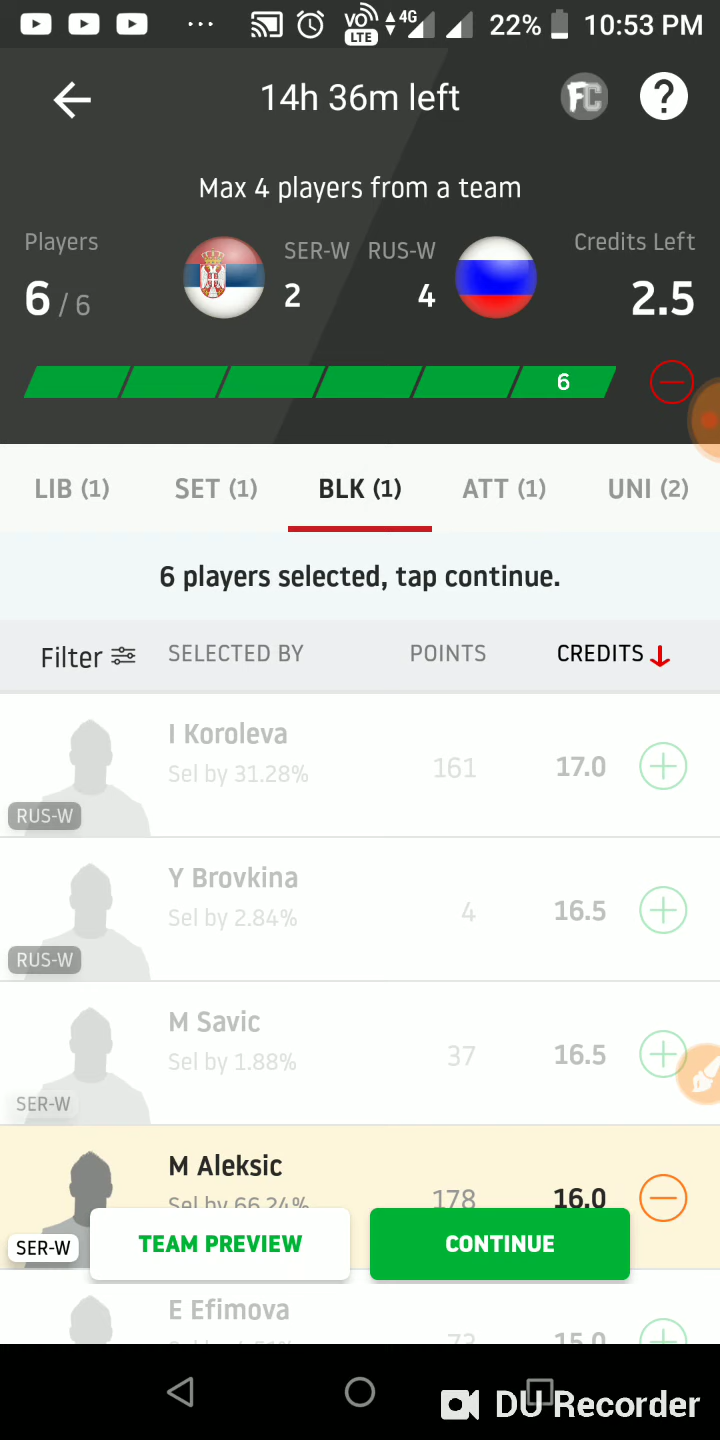 VO 4G 22% 10:53 PM
LTE
14h 36m left
FC ?
Max 4 players from a team
Players SER-W RUS-W Credits Left
6 / 6 2 4 2.5
6
LIB (1) SET (1) BLK (1) ATT (1) UNI (2)
6 players selected, tap continue.
Filter SELECTED BY POINTS CREDITS
I Koroleva
Sel by 31.28% 161 17.0
RUS-W
Y Brovkina
Sel by 2.84% 4 16.5
RUS-W
M Savic
Sel by 1.88% 37 16.5
SER-W
M Aleksic
Sel by 66.24% 178 16.0
SER-W TEAM PREVIEW CONTINUE
E Efimova
73 15.0
DU Recorder